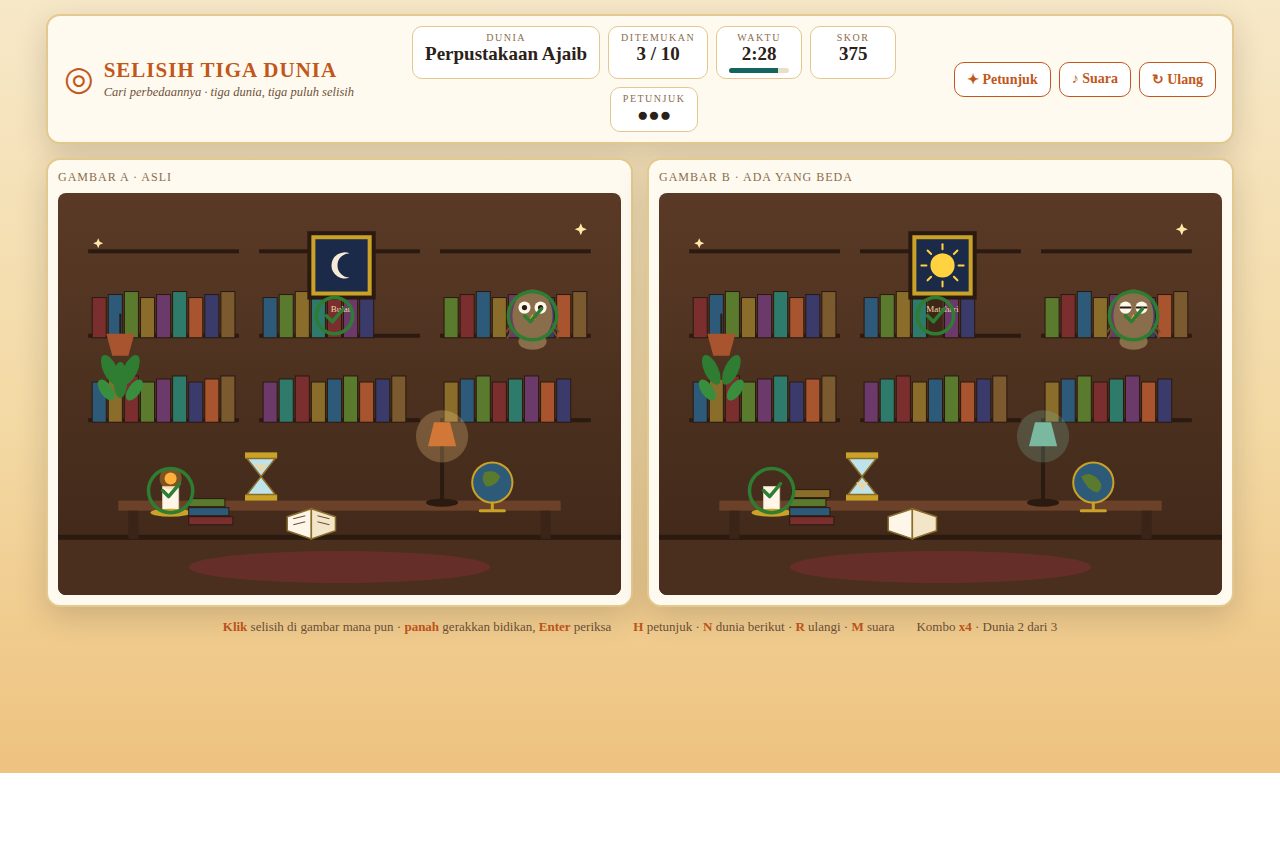 SELISIH TIGA DUNIA
Cari perbedaannya · tiga dunia, tiga puluh selisih
DUNIA
Perpustakaan Ajaib
DITEMUKAN
3 / 10
WAKTU
2:28
SKOR
375
PETUNJUK
●●●
✦ Petunjuk
♪ Suara
↻ Ulang
GAMBAR A · ASLI
Bulan
GAMBAR B · ADA YANG BEDA
Matahari
Klik selisih di gambar mana pun · panah gerakkan bidikan, Enter periksa H petunjuk · N dunia berikut · R ulangi · M suara Kombo x4 · Dunia 2 dari 3